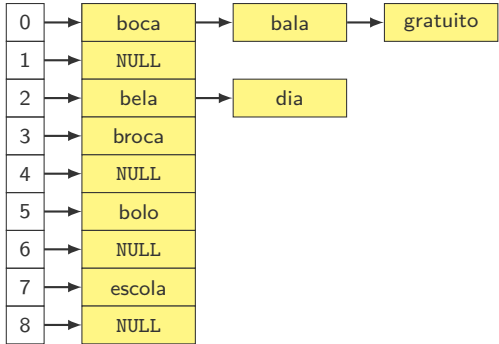 0 boca bala gratuito
1 NULL
2 bela dia
3 broca
4 NULL
5 bolo
6 NULL
7 escola
8 NULL